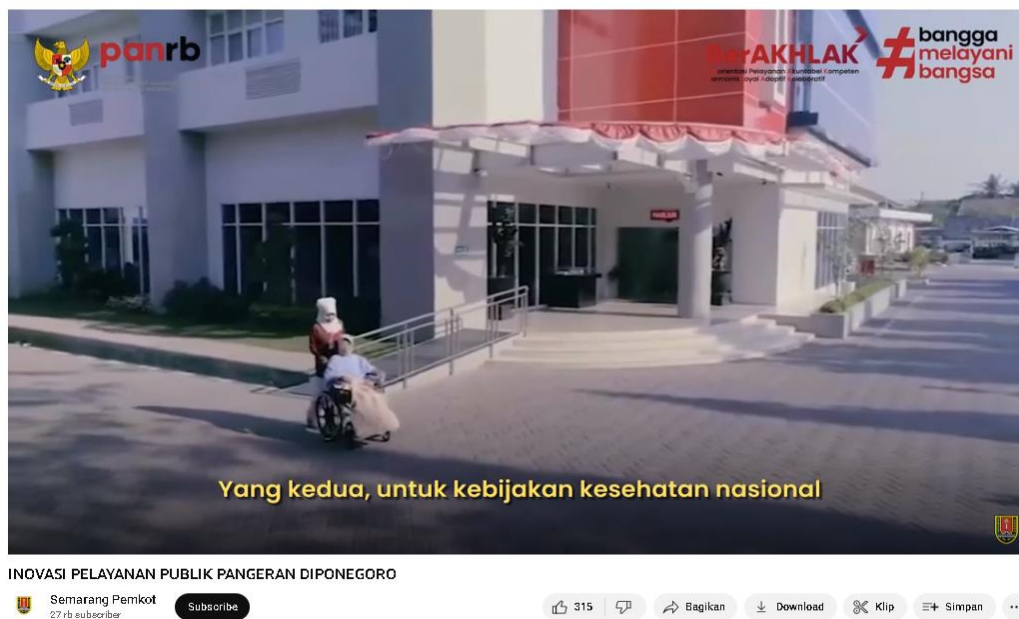 panrb
BerAKHLAK
#bangga
melayani
bangsa
Yang kedua, untuk kebijakan kesehatan nasional
INOVASI PELAYANAN PUBLIK PANGERAN DIPONEGORO
Semarang Pemkot
27 rb subscriber
Subscribe
315
Bagikan
Download
Klip
Simpan